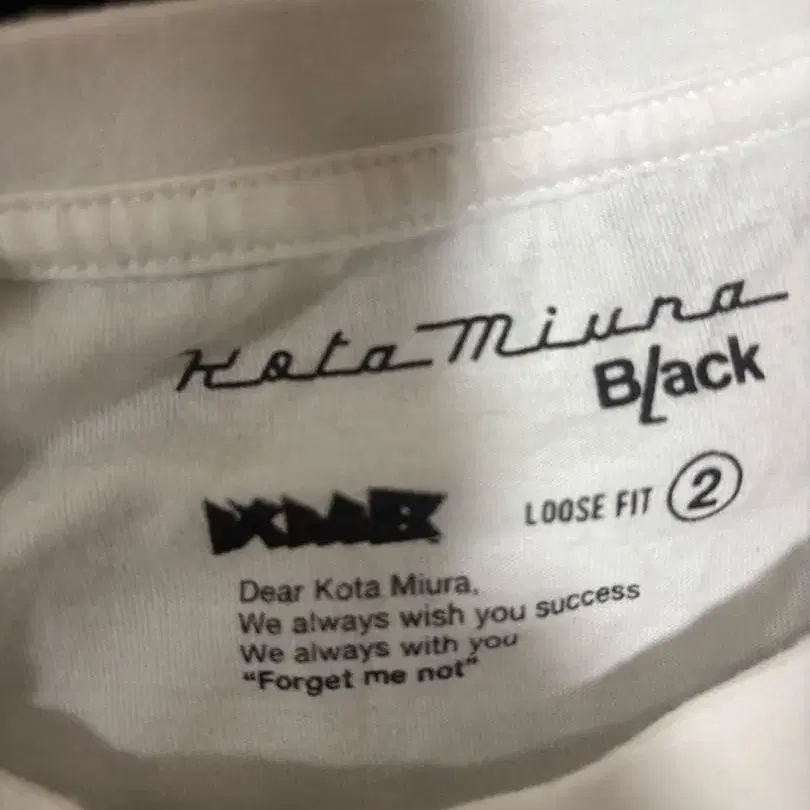 Kota Miura
Black
LOOSE FIT 2
Dear Kota Miura,
We always wish you success
We always with you
“Forget me not”